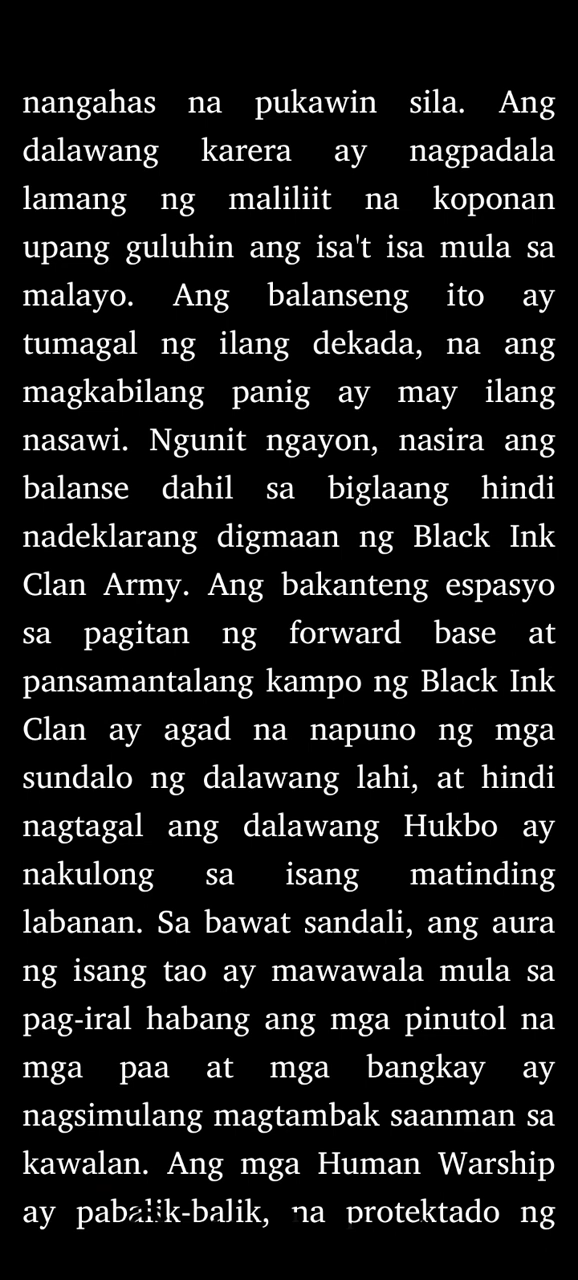 nangahas na pukawin sila. Ang
dalawang karera ay nagpadala
lamang ng maliliit na koponan
upang guluhin ang isa't isa mula sa
malayo. Ang balanseng ito ay
tumagal ng ilang dekada, na ang
magkabilang panig ay may ilang
nasawi. Ngunit ngayon, nasira ang
balanse dahil sa biglaang hindi
nadeklarang digmaan ng Black Ink
Clan Army. Ang bakanteng espasyo
sa pagitan ng forward base at
pansamantalang kampo ng Black Ink
Clan ay agad na napuno ng mga
sundalo ng dalawang lahi, at hindi
nagtagal ang dalawang Hukbo ay
nakulong sa isang matinding
labanan. Sa bawat sandali, ang aura
ng isang tao ay mawawala mula sa
pag-iral habang ang mga pinutol na
mga paa at mga bangkay ay
nagsimulang magtambak saanman sa
kawalan. Ang mga Human Warship
ay pabalik-balik, na protektado ng